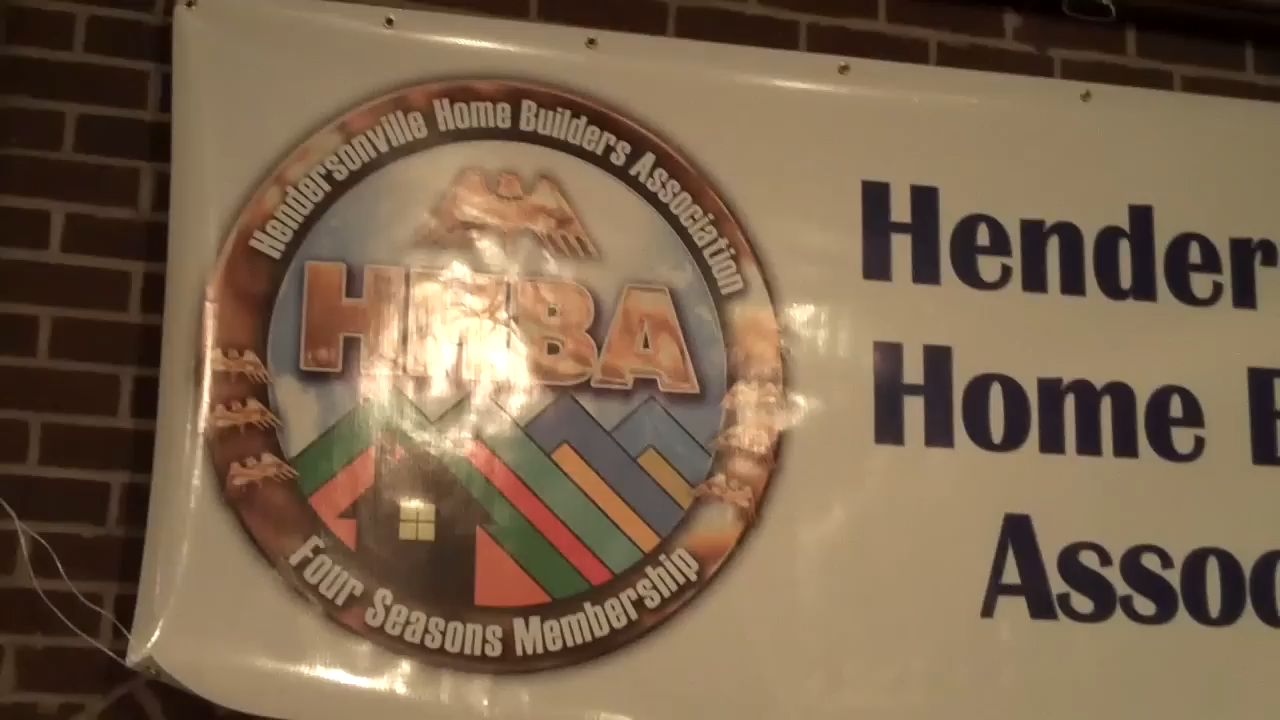 Hendersonville Home Builders Association
HHBA
Four Seasons Membership
Hender
Home B
Assoc